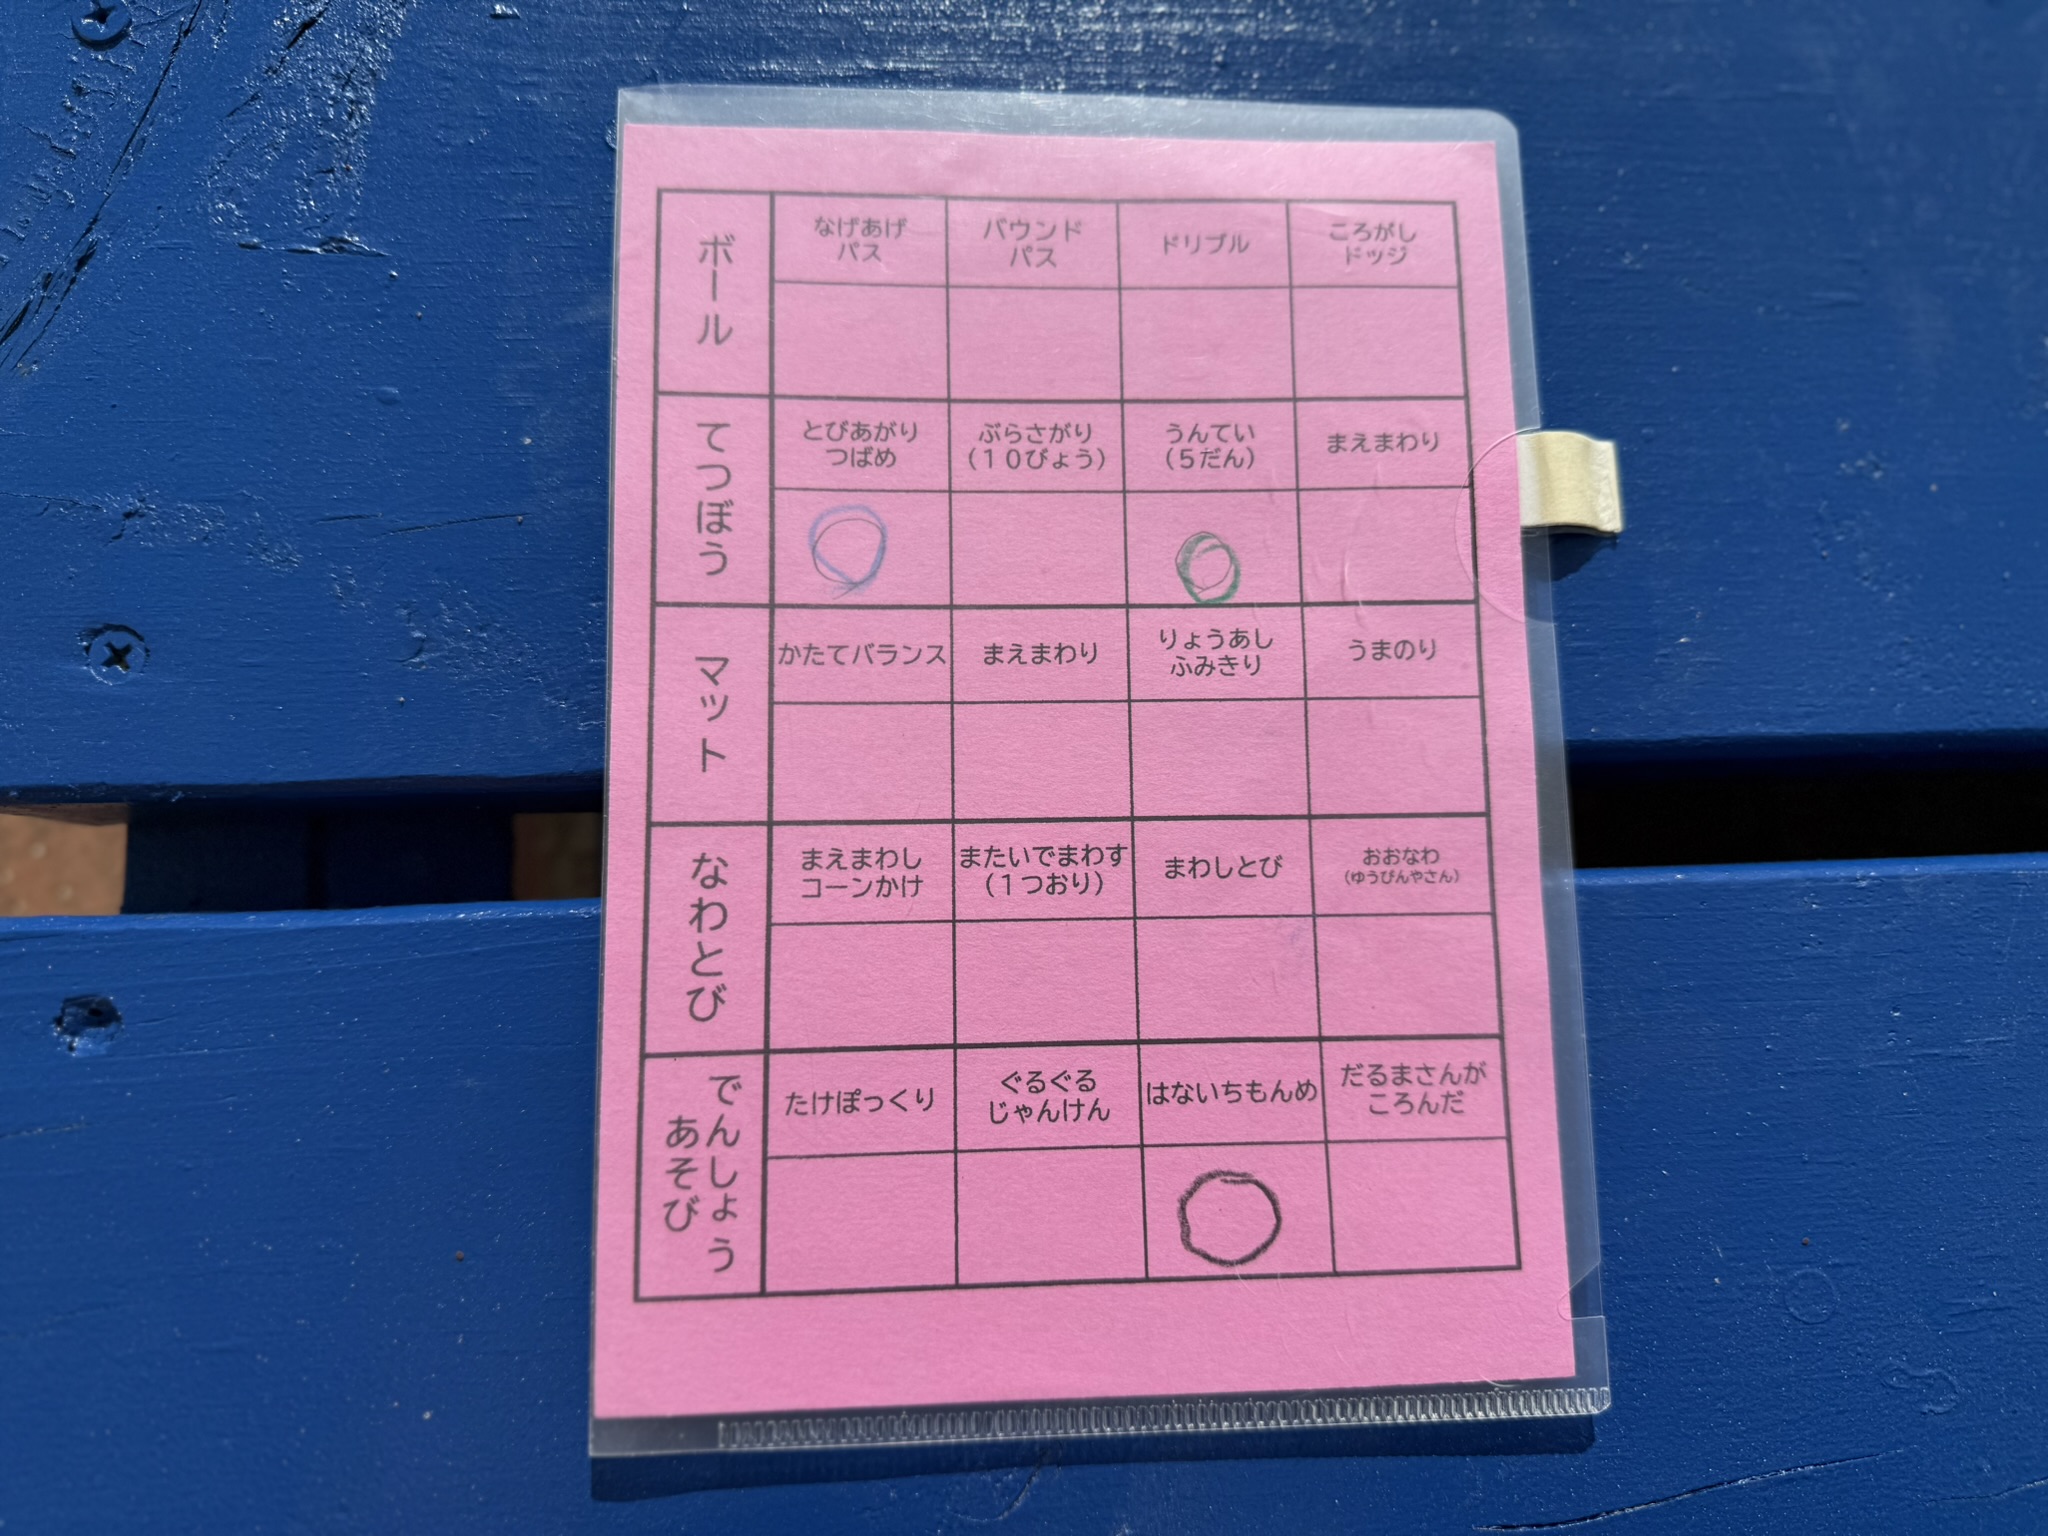 ボール
なげあげ
パス
バウンド
パス
ドリブル
ころがし
ドッジ
てつぼう
とびあがり
つばめ
ぶらさがり
(10びょう)
うんてい
(5だん)
まえまわり
マット
かたてバランス
まえまわり
りょうあし
ふみきり
うまのり
なわとび
まえまわし
コーンかけ
またいでまわす
(1つおり)
まわしとび
おおなわ
(ゆうびんやさん)
でんしょう
あそび
たけぽっくり
ぐるぐる
じゃんけん
はないちもんめ
だるまさんが
ころんだ